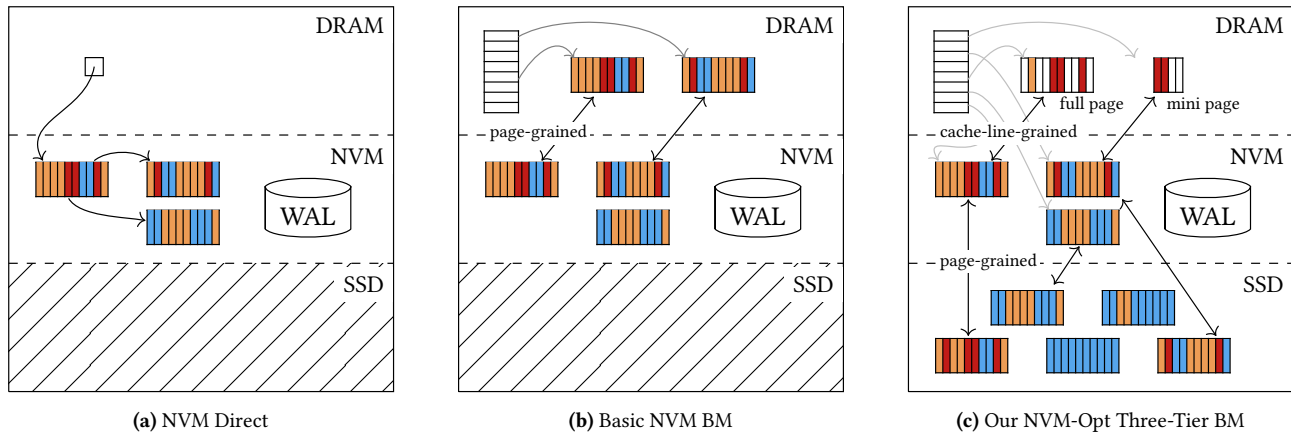 DRAM
NVM
WAL
SSD
(a) NVM Direct
DRAM
page-grained
NVM
WAL
SSD
(b) Basic NVM BM
DRAM
full page
mini page
cache-line-grained
NVM
WAL
page-grained
SSD
(c) Our NVM-Opt Three-Tier BM